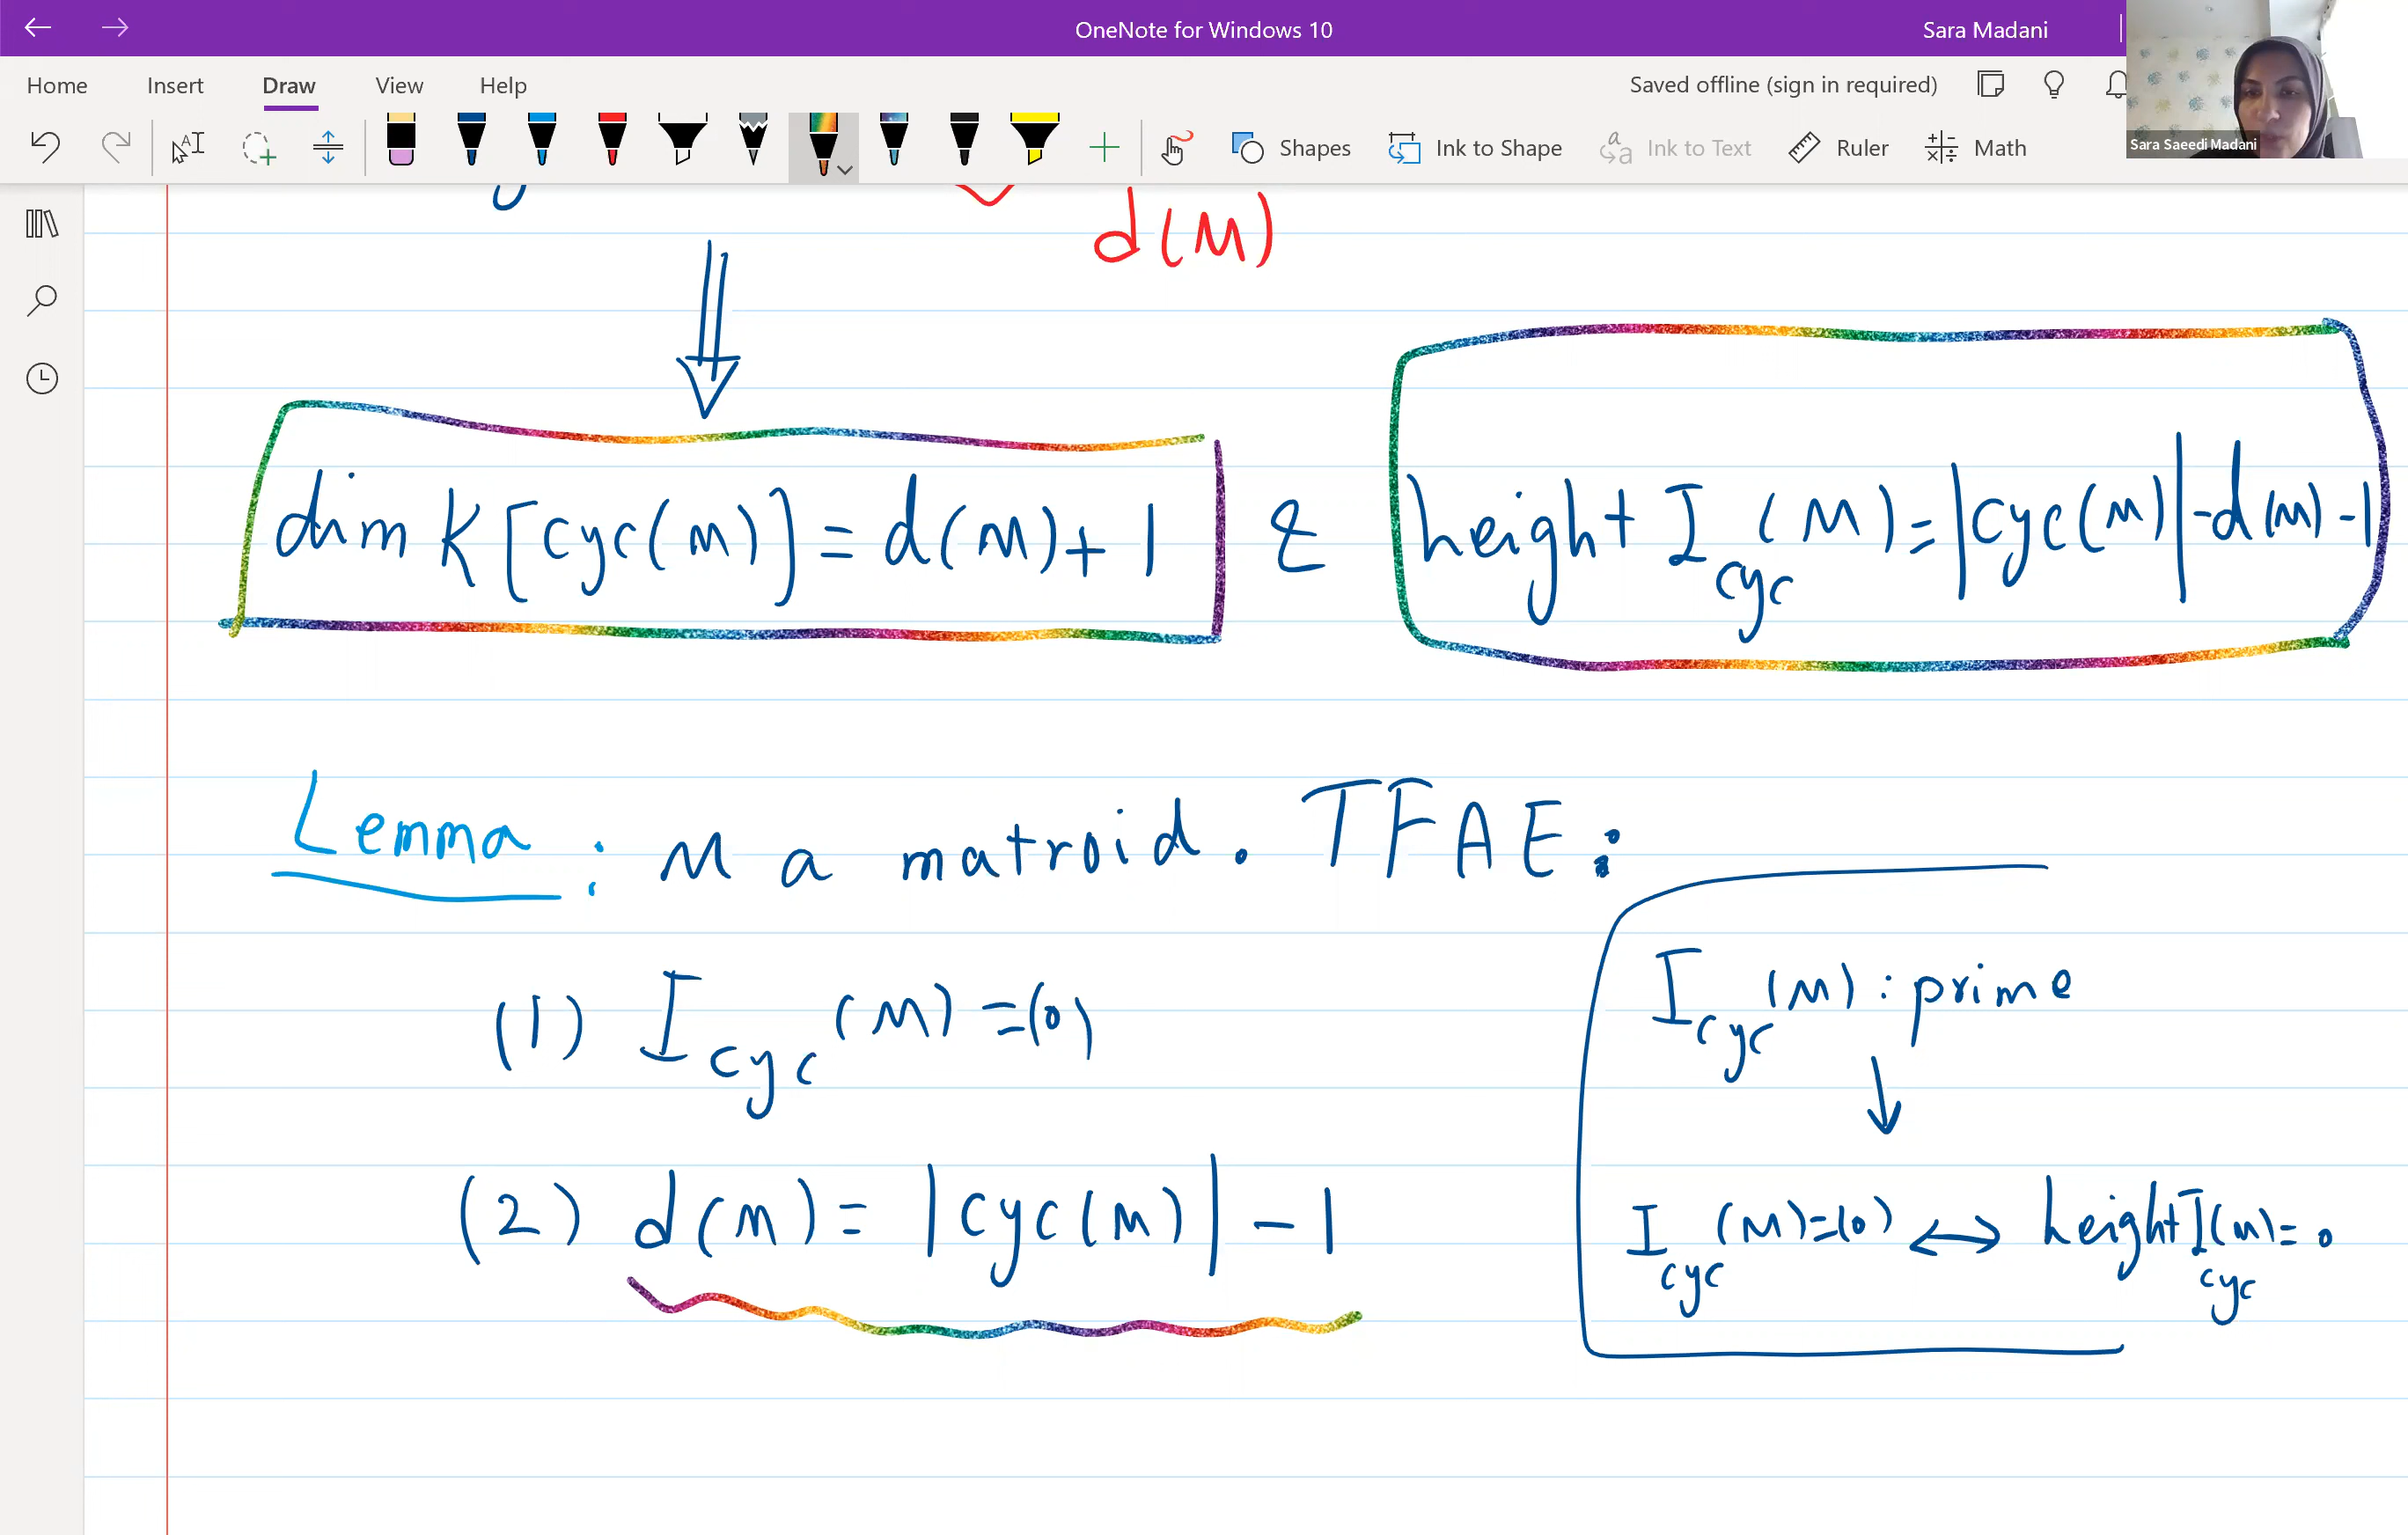 OneNote for Windows 10
Sara Madani
Home Insert Draw View Help
Saved offline (sign in required)
Shapes Ink to Shape Ink to Text Ruler Math
Sara Saeedi Madani
d(M)
dim K[cyc(M)] = d(M) + 1 & height I_cyc(M) = |cyc(M)| - d(M) - 1
Lemma : M a matroid. TFAE :
(1) I_cyc(M) = (0)
I_cyc(M) : prime
↓
(2) d(M) = |cyc(M)| - 1
I_cyc(M) = (0) ↔ height I_cyc(M) = 0